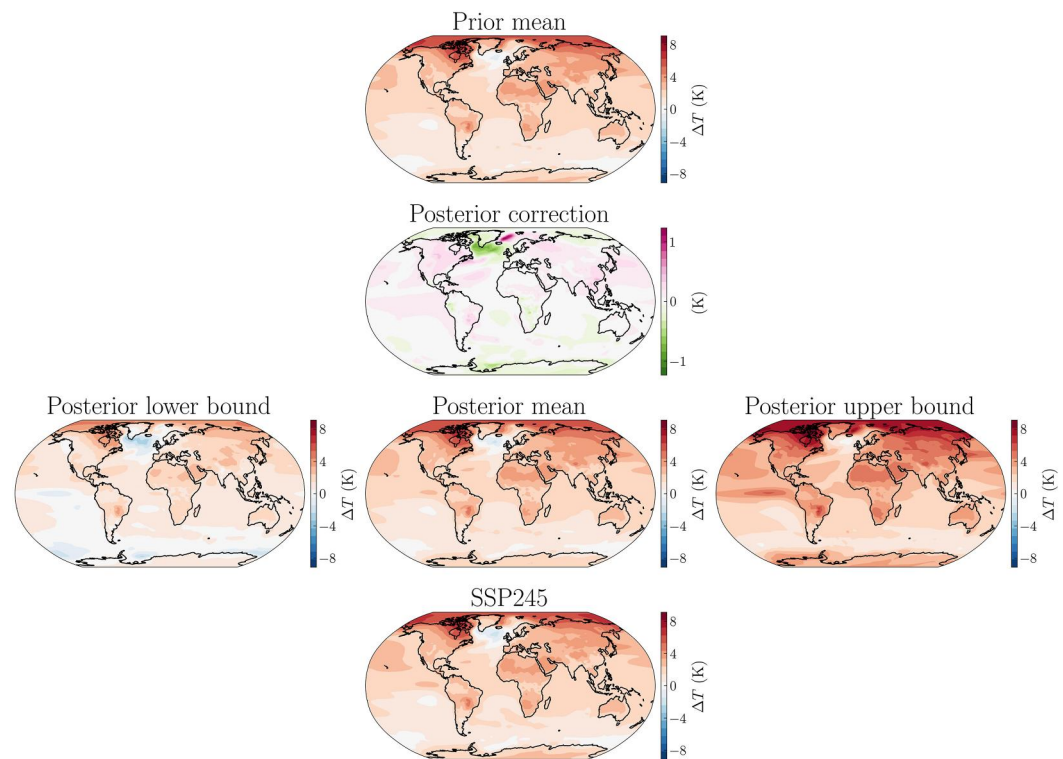 Prior mean
8
4
0
−4
−8
ΔT (K)
Posterior correction
1
0
−1
(K)
Posterior lower bound
8
4
0
−4
−8
ΔT (K)
Posterior mean
8
4
0
−4
−8
ΔT (K)
Posterior upper bound
8
4
0
−4
−8
ΔT (K)
SSP245
8
4
0
−4
−8
ΔT (K)